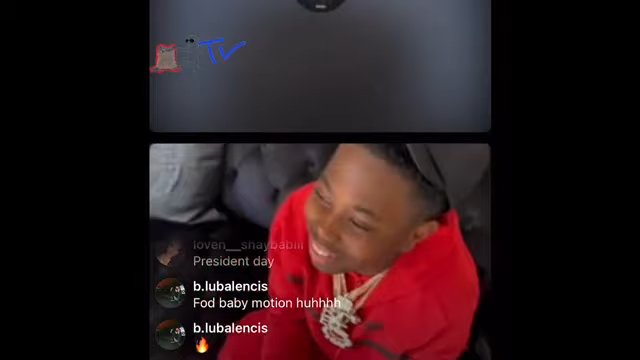 TV
loven__shaybabiii
President day
b.lubalencis
Fod baby motion huhhhh
b.lubalencis